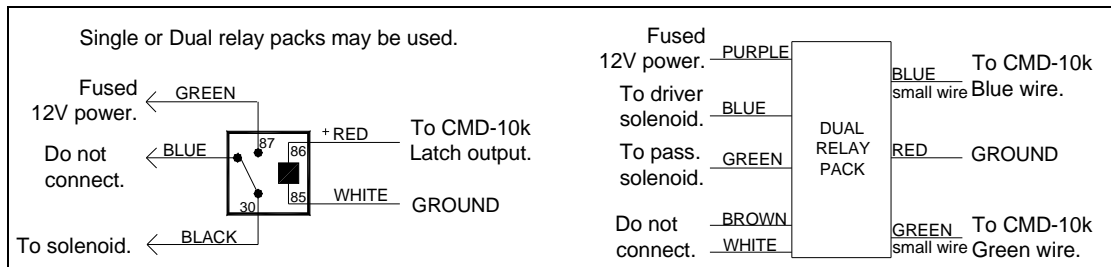 Single or Dual relay packs may be used.
Fused
12V power.
GREEN
Do not
connect.
BLUE
To solenoid.
BLACK
87
86
85
30
+ RED
To CMD-10k
Latch output.
WHITE
GROUND
Fused
12V power.
PURPLE
To driver
solenoid.
BLUE
To pass.
solenoid.
GREEN
Do not
connect.
BROWN
WHITE
DUAL
RELAY
PACK
BLUE
small wire
To CMD-10k
Blue wire.
RED
GROUND
GREEN
small wire
To CMD-10k
Green wire.